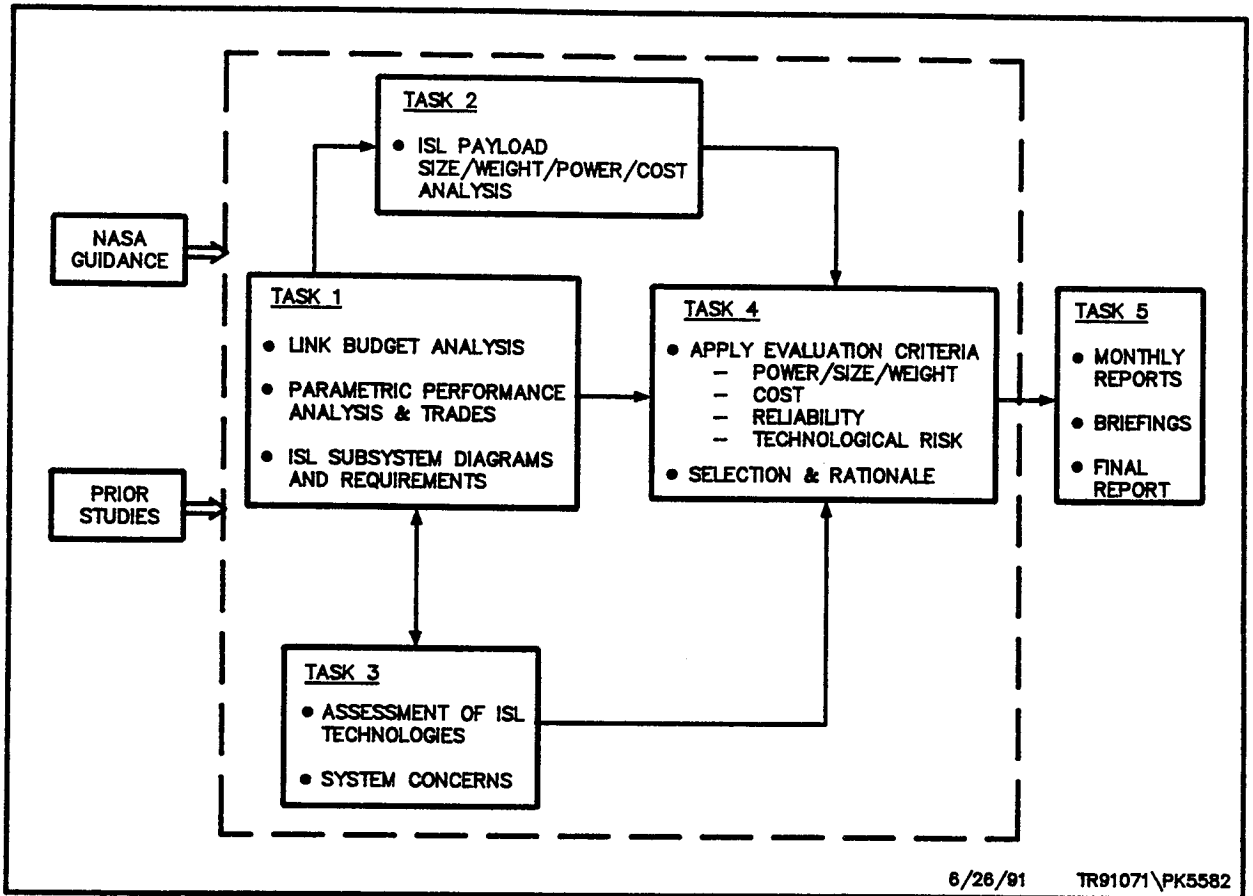 TASK 2
● ISL PAYLOAD
SIZE/WEIGHT/POWER/COST
ANALYSIS
NASA
GUIDANCE
PRIOR
STUDIES
TASK 1
● LINK BUDGET ANALYSIS
● PARAMETRIC PERFORMANCE
ANALYSIS & TRADES
● ISL SUBSYSTEM DIAGRAMS
AND REQUIREMENTS
TASK 4
● APPLY EVALUATION CRITERIA
– POWER/SIZE/WEIGHT
– COST
– RELIABILITY
– TECHNOLOGICAL RISK
● SELECTION & RATIONALE
TASK 5
● MONTHLY
REPORTS
● BRIEFINGS
● FINAL
REPORT
TASK 3
● ASSESSMENT OF ISL
TECHNOLOGIES
● SYSTEM CONCERNS
6/26/91 TR91071\PK5582